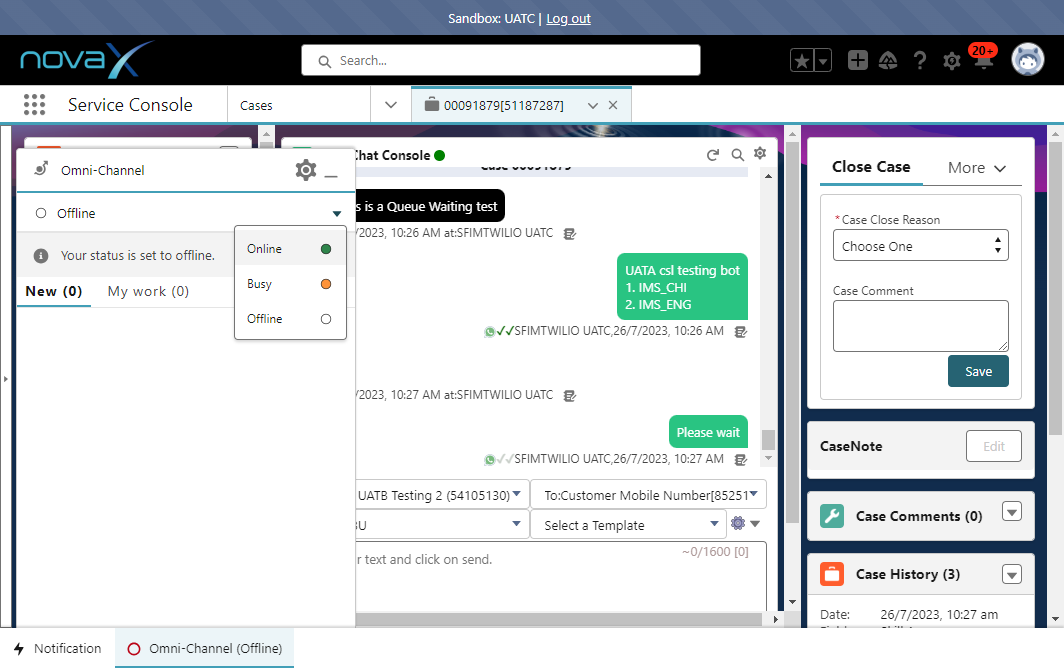 Sandbox: UATC | Log out
novaX
Search...
20+
Service Console
Cases
00091879[51187287]
Omni-Channel
Offline
Your status is set to offline.
New (0)
My work (0)
Online
Busy
Offline
Chat Console
Case 00091879
s is a Queue Waiting test
/2023, 10:26 AM at:SFIMTWILIO UATC
UATA csl testing bot
1. IMS_CHI
2. IMS_ENG
SFIMTWILIO UATC,26/7/2023, 10:26 AM
/2023, 10:27 AM at:SFIMTWILIO UATC
Please wait
SFIMTWILIO UATC,26/7/2023, 10:27 AM
UATB Testing 2 (54105130)
To:Customer Mobile Number[85251
BU
Select a Template
r text and click on send.
~0/1600 [0]
Close Case
More
*Case Close Reason
Choose One
Case Comment
Save
CaseNote
Edit
Case Comments (0)
Case History (3)
Date:
26/7/2023, 10:27 am
Notification
Omni-Channel (Offline)